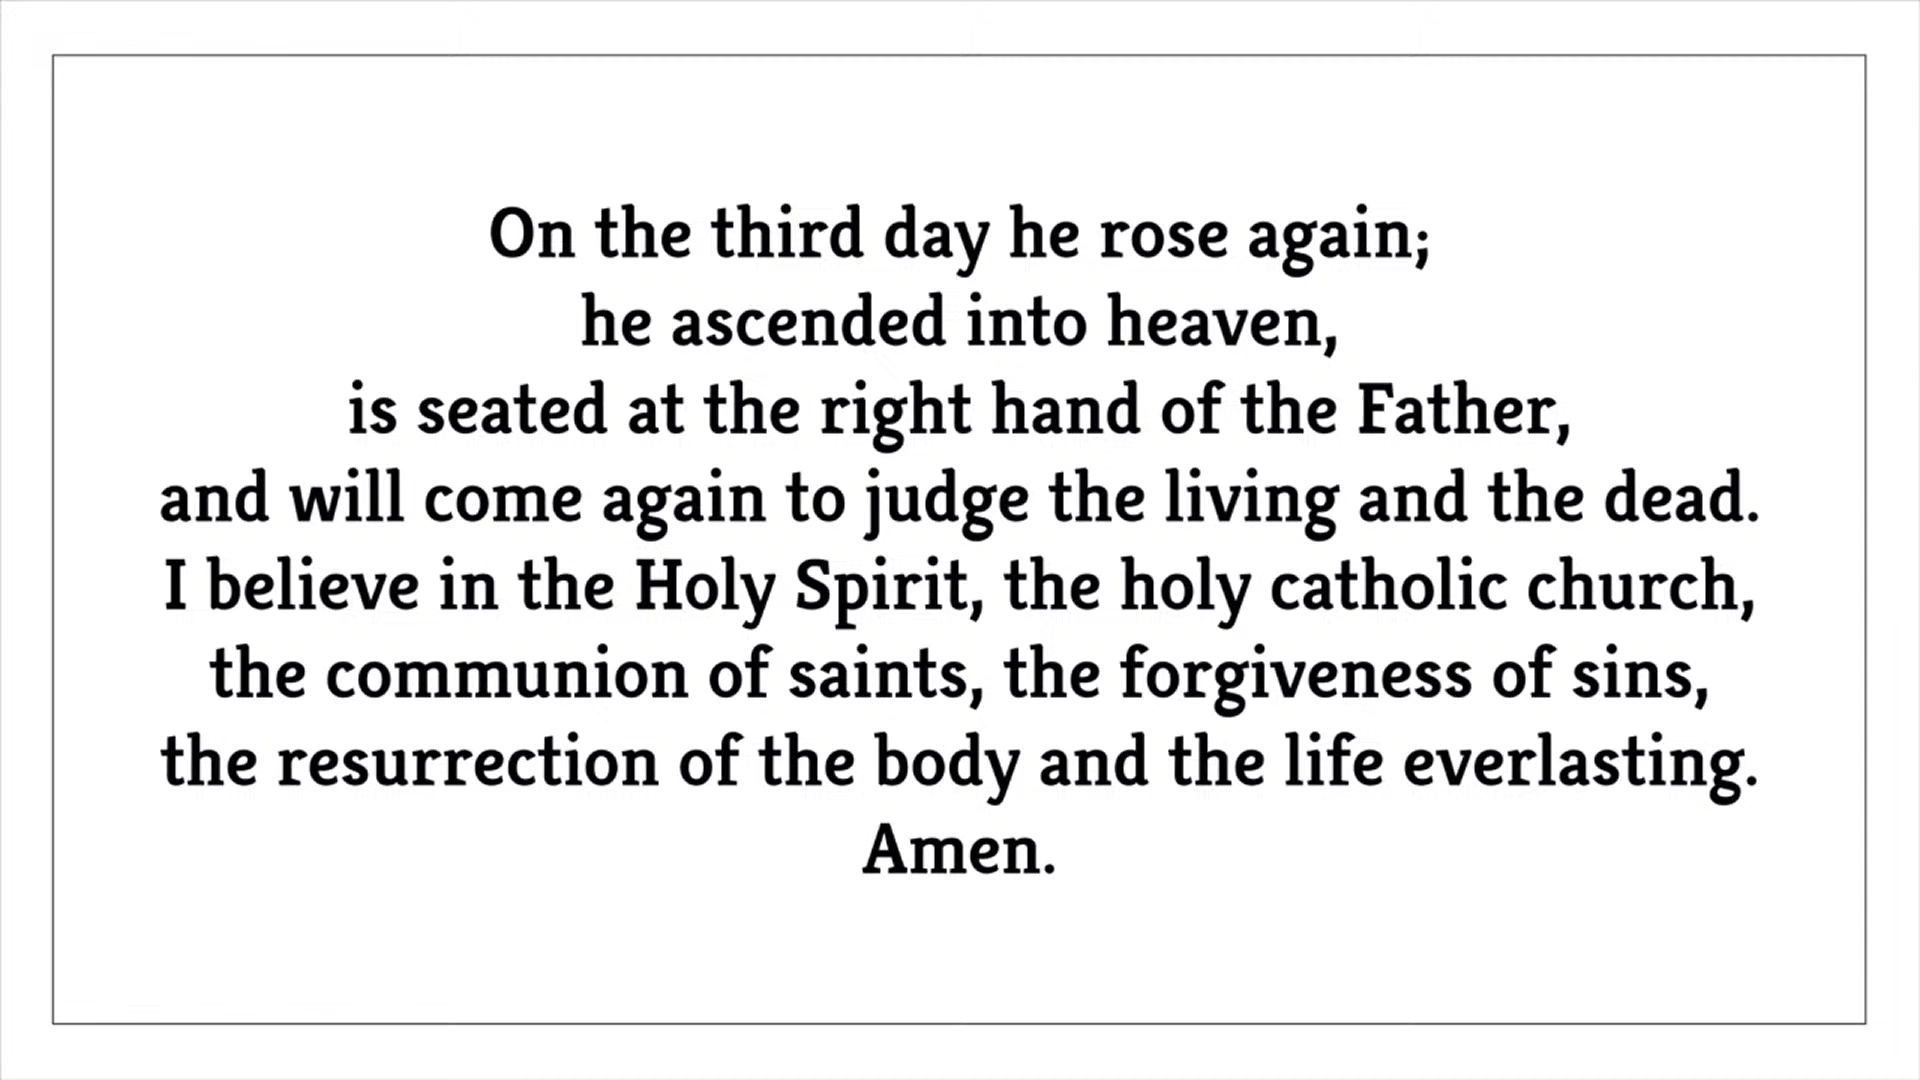 On the third day he rose again;
he ascended into heaven,
is seated at the right hand of the Father,
and will come again to judge the living and the dead.
I believe in the Holy Spirit, the holy catholic church,
the communion of saints, the forgiveness of sins,
the resurrection of the body and the life everlasting.
Amen.